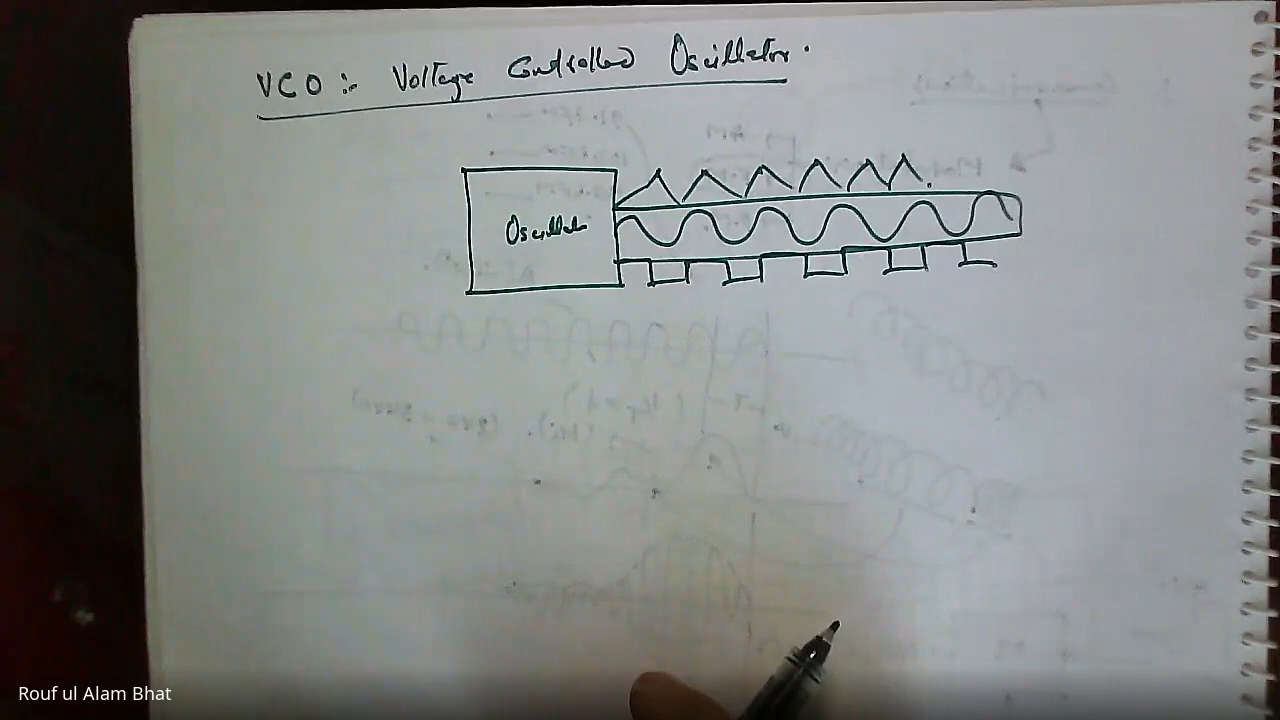 VCO :- Voltage Controlled Oscillator.
Oscillator
Rouf ul Alam Bhat